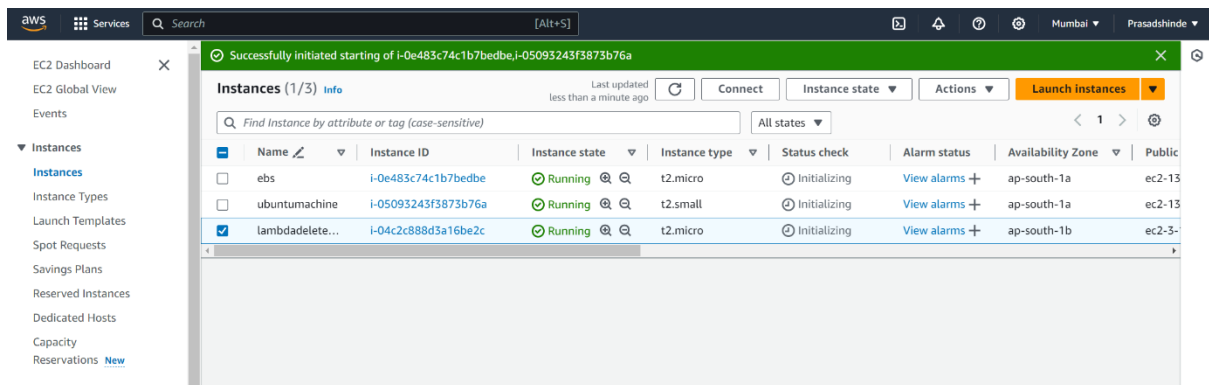 aws Services Search [Alt+S] Mumbai Prasadshinde
EC2 Dashboard
EC2 Global View
Events
Instances
Instances
Instance Types
Launch Templates
Spot Requests
Savings Plans
Reserved Instances
Dedicated Hosts
Capacity
Reservations New
Successfully initiated starting of i-0e483c74c1b7bedbe,i-05093243f3873b76a
Instances (1/3) Info
Last updated
less than a minute ago
Connect Instance state Actions Launch instances
Find Instance by attribute or tag (case-sensitive) All states 1
Name Instance ID Instance state Instance type Status check Alarm status Availability Zone Public
ebs i-0e483c74c1b7bedbe Running t2.micro Initializing View alarms ap-south-1a ec2-13
ubuntumachine i-05093243f3873b76a Running t2.small Initializing View alarms ap-south-1a ec2-13
lambdadelete... i-04c2c888d3a16be2c Running t2.micro Initializing View alarms ap-south-1b ec2-3-